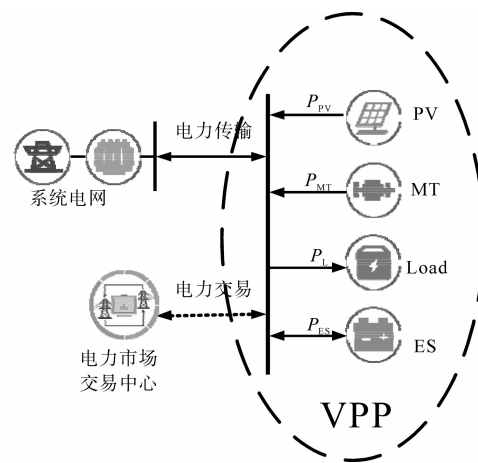 电力传输
系统电网
电力交易
电力市场
交易中心
P_PV
PV
P_MT
MT
P_L
Load
P_ES
ES
VPP